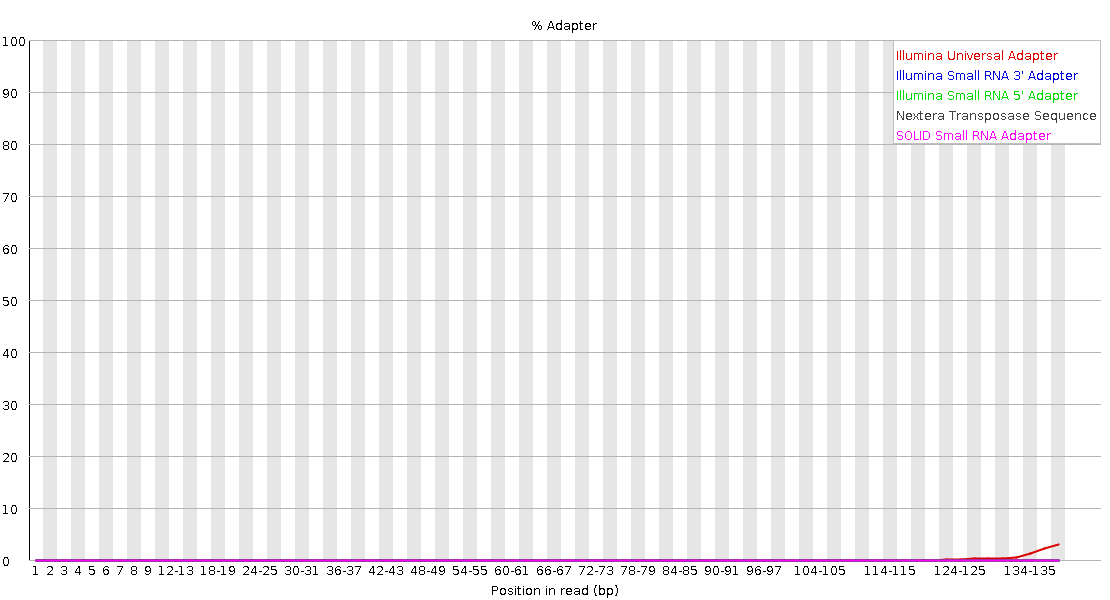 % Adapter
100
90
80
70
60
50
40
30
20
10
0
Illumina Universal Adapter
Illumina Small RNA 3' Adapter
Illumina Small RNA 5' Adapter
Nextera Transposase Sequence
SOLID Small RNA Adapter
1 2 3 4 5 6 7 8 9 12-13 18-19 24-25 30-31 36-37 42-43 48-49 54-55 60-61 66-67 72-73 78-79 84-85 90-91 96-97 104-105 114-115 124-125 134-135
Position in read (bp)